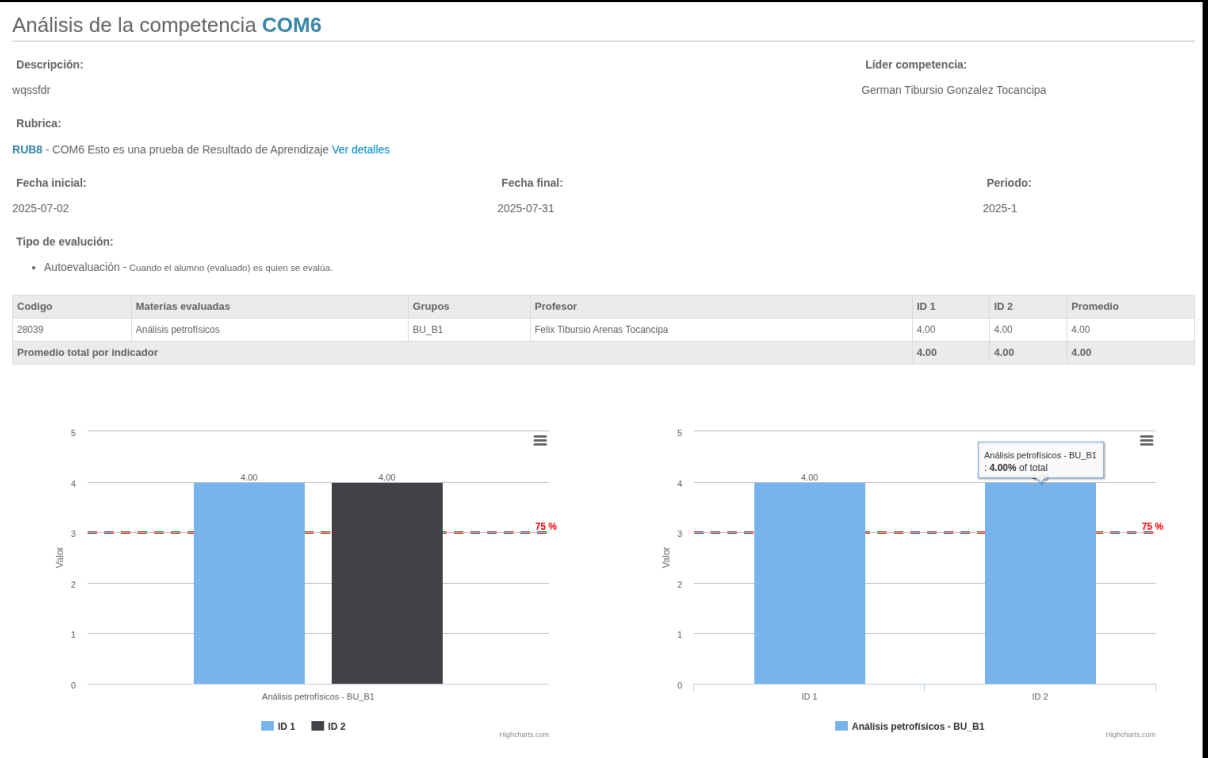 Análisis de la competencia COM6
Descripción: Líder competencia:
wqssfdr German Tibursio Gonzalez Tocancipa
Rubrica:
RUB8 - COM6 Esto es una prueba de Resultado de Aprendizaje Ver detalles
Fecha inicial: Fecha final: Periodo:
2025-07-02 2025-07-31 2025-1
Tipo de evalución:
• Autoevaluación - Cuando el alumno (evaluado) es quien se evalúa.
Codigo Materias evaluadas Grupos Profesor ID 1 ID 2 Promedio
28039 Análisis petrofísicos BU_B1 Felix Tibursio Arenas Tocancipa 4.00 4.00 4.00
Promedio total por indicador 4.00 4.00 4.00
5
4
3
2
1
0
Valor
4.00 4.00
75 %
Análisis petrofísicos - BU_B1
ID 1 ID 2
Highcharts.com
5
4
3
2
1
0
Valor
4.00
Análisis petrofísicos - BU_B1
: 4.00% of total
75 %
ID 1 ID 2
Análisis petrofísicos - BU_B1
Highcharts.com